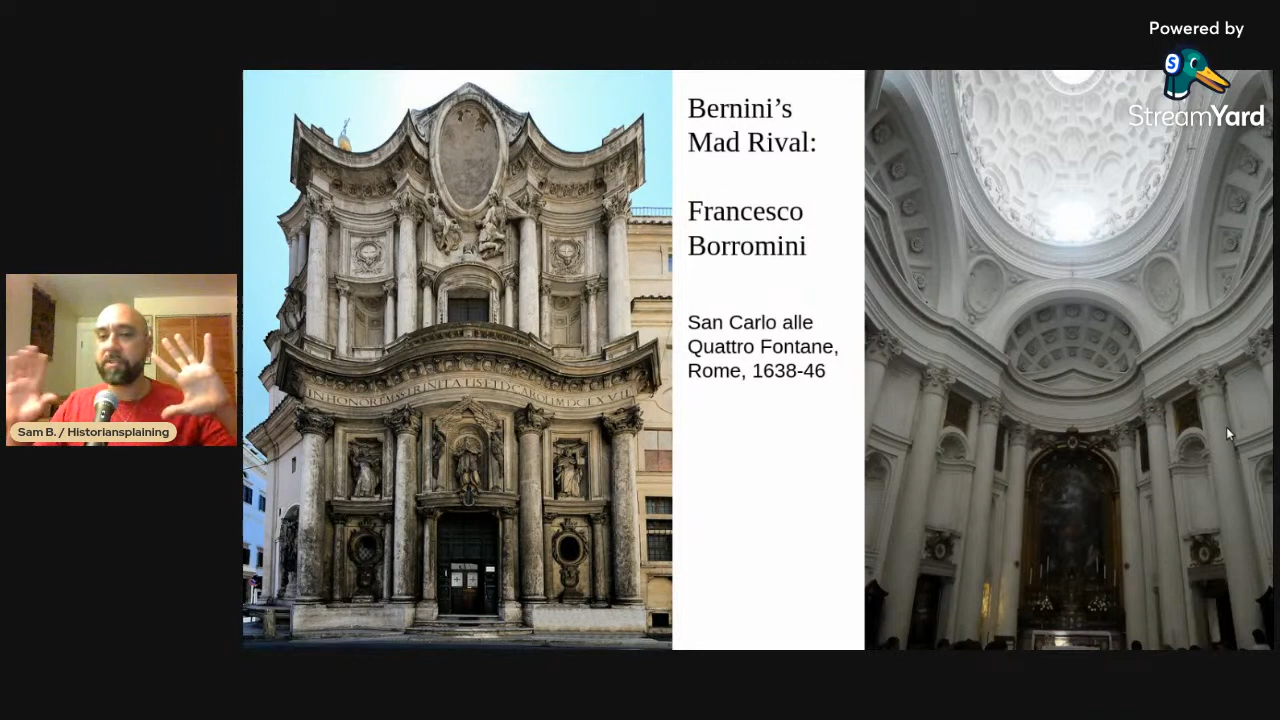 Powered by
StreamYard
Bernini’s
Mad Rival:
Francesco
Borromini
San Carlo alle
Quattro Fontane,
Rome, 1638-46
Sam B. / Historiansplaining